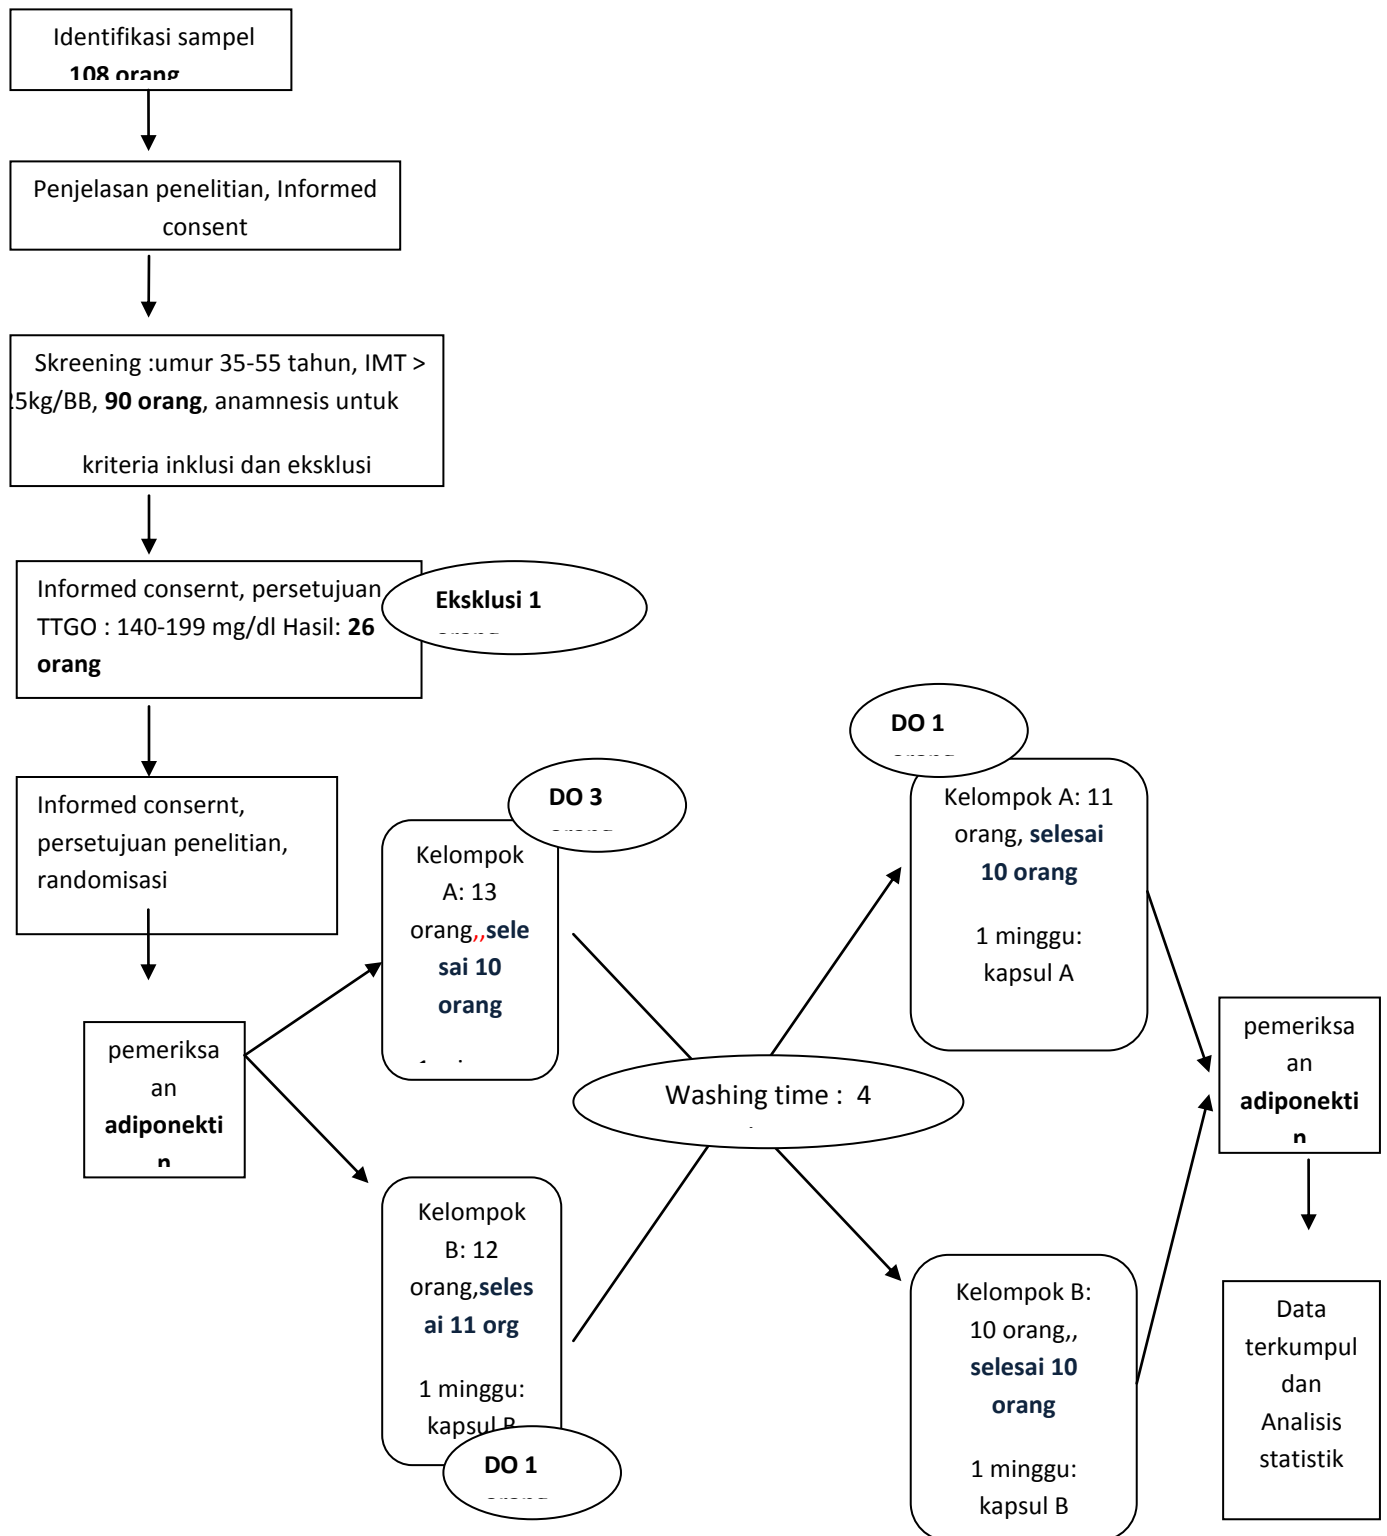 Identifikasi sampel
108 orang
Penjelasan penelitian, Informed
consent
Skreening :umur 35-55 tahun, IMT >
5kg/BB, 90 orang, anamnesis untuk
kriteria inklusi dan eksklusi
Informed consernt, persetujuan
TTGO : 140-199 mg/dl Hasil: 26
orang
Eksklusi 1
Informed consernt,
persetujuan penelitian,
randomisasi
pemeriksa
an
adiponekti
n
DO 3
Kelompok
A: 13
orang,,sele
sai 10
orang
Kelompok
B: 12
orang,seles
ai 11 org
1 minggu:
kapsul B
DO 1
Washing time : 4
DO 1
Kelompok A: 11
orang, selesai
10 orang
1 minggu:
kapsul A
Kelompok B:
10 orang,,
selesai 10
orang
1 minggu:
kapsul B
pemeriksa
an
adiponekti
n
Data
terkumpul
dan
Analisis
statistik